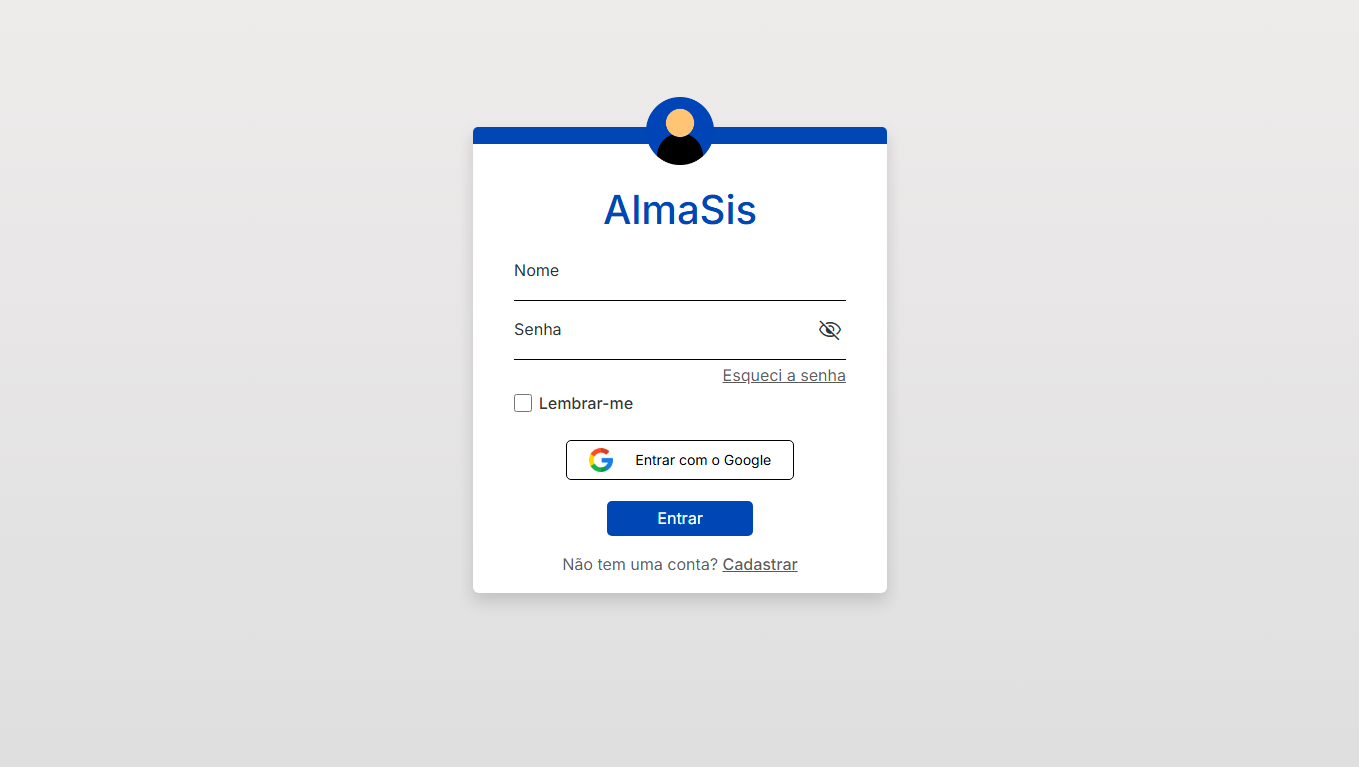 AlmaSis
Nome
Senha
Esqueci a senha
Lembrar-me
Entrar com o Google
Entrar
Não tem uma conta? Cadastrar